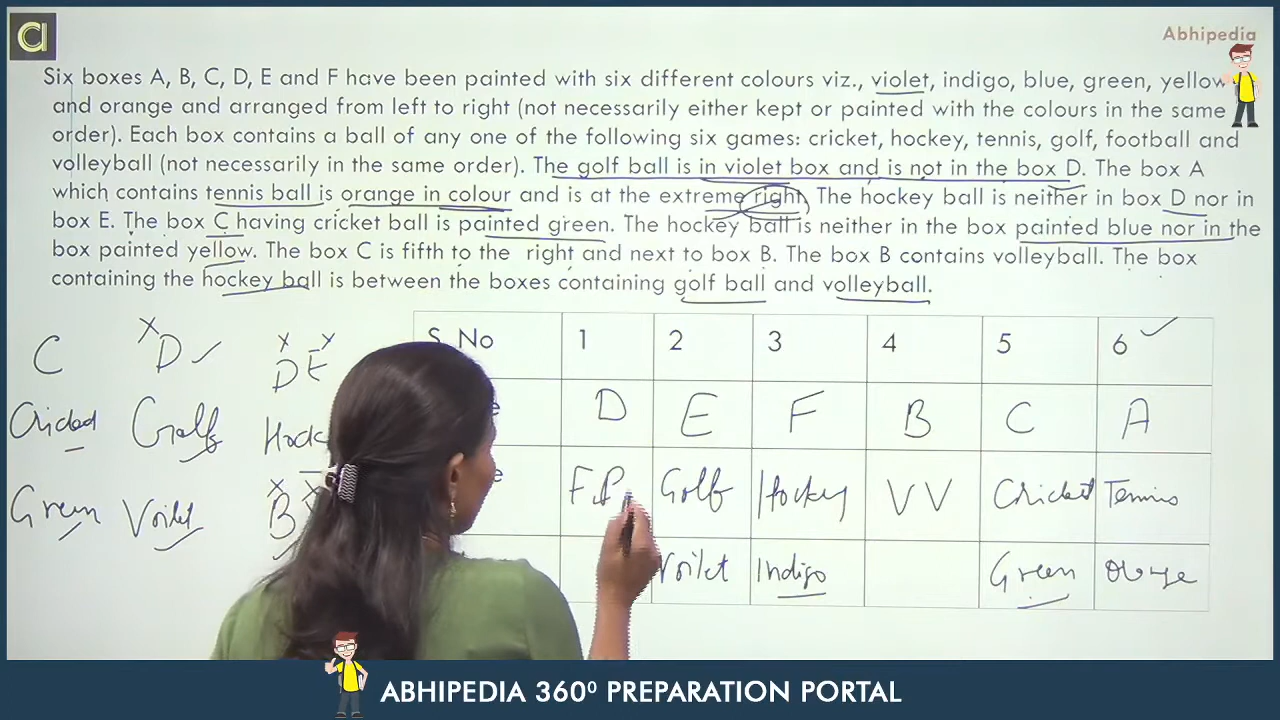 Abhipedia
Six boxes A, B, C, D, E and F have been painted with six different colours viz., violet, indigo, blue, green, yellow
and orange and arranged from left to right (not necessarily either kept or painted with the colours in the same
order). Each box contains a ball of any one of the following six games: cricket, hockey, tennis, golf, football and
volleyball (not necessarily in the same order). The golf ball is in violet box and is not in the box D. The box A
which contains tennis ball is orange in colour and is at the extreme right. The hockey ball is neither in box D nor in
box E. The box C having cricket ball is painted green. The hockey ball is neither in the box painted blue nor in the
box painted yellow. The box C is fifth to the right and next to box B. The box B contains volleyball. The box
containing the hockey ball is between the boxes containing golf ball and volleyball.
S. No 1 2 3 4 5 6
C D D E
D E F B C A
Golf
F.B Golf Hockey VV Cricket Tennis
Green Voilet B
Voilet Indigo Green
ABHIPEDIA 360⁰ PREPARATION PORTAL